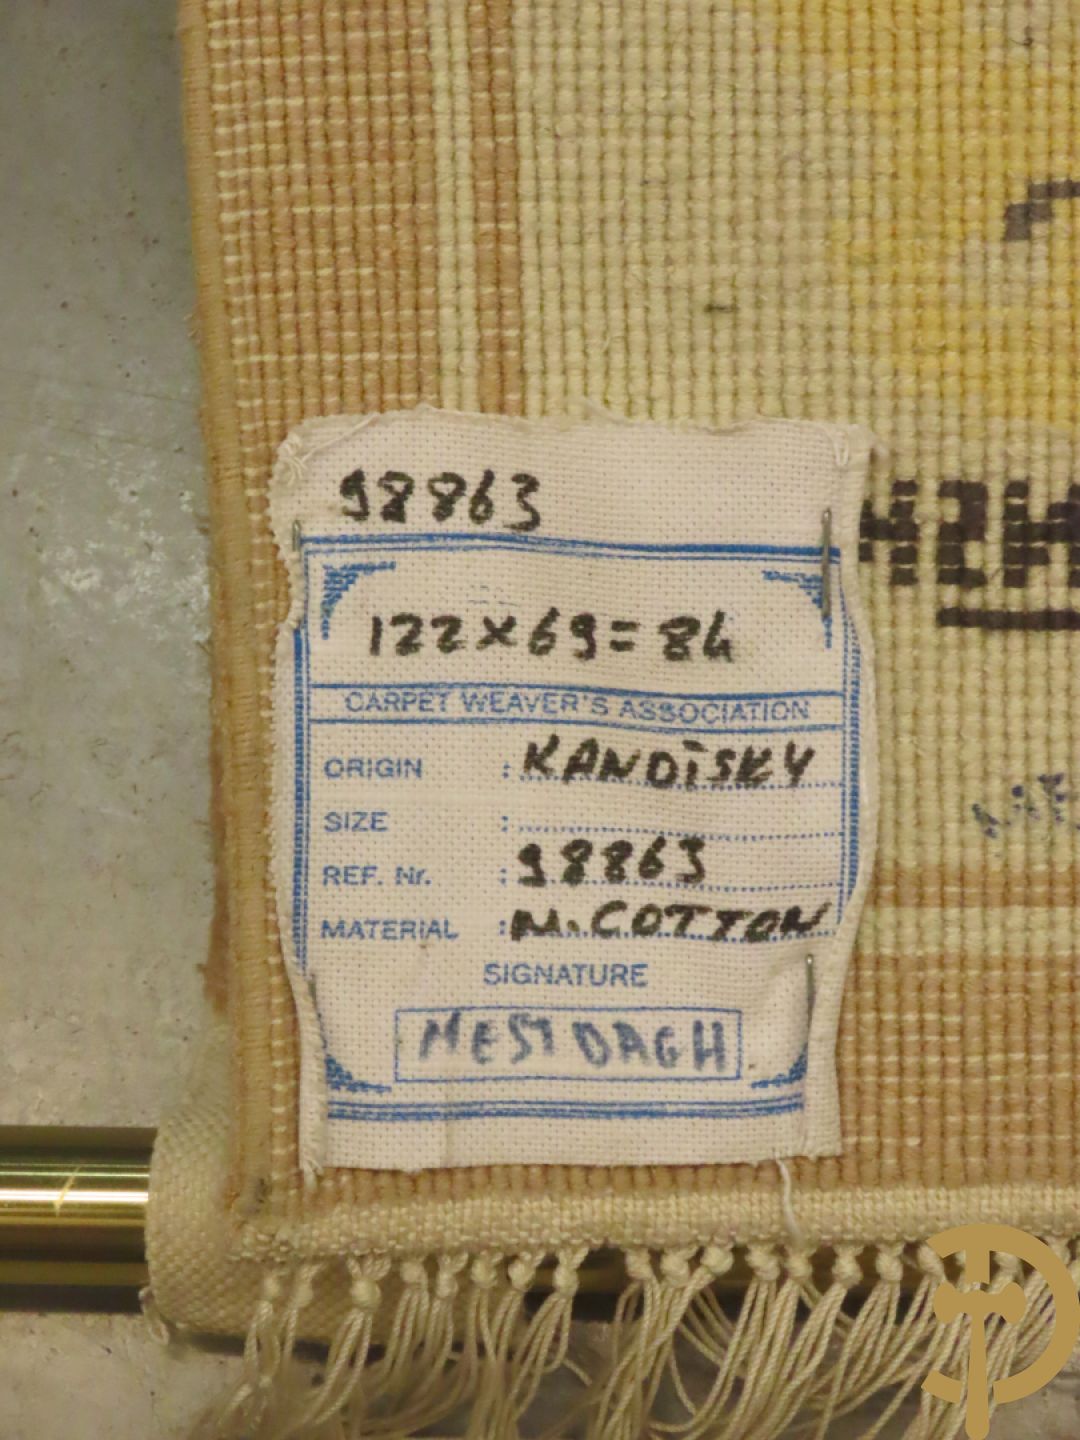 98863
122×69=84
CARPET WEAVER'S ASSOCIATION
ORIGIN : KANDISKY
SIZE :
REF. Nr. : 98863
MATERIAL : M. COTTON
SIGNATURE
MESTDAGH